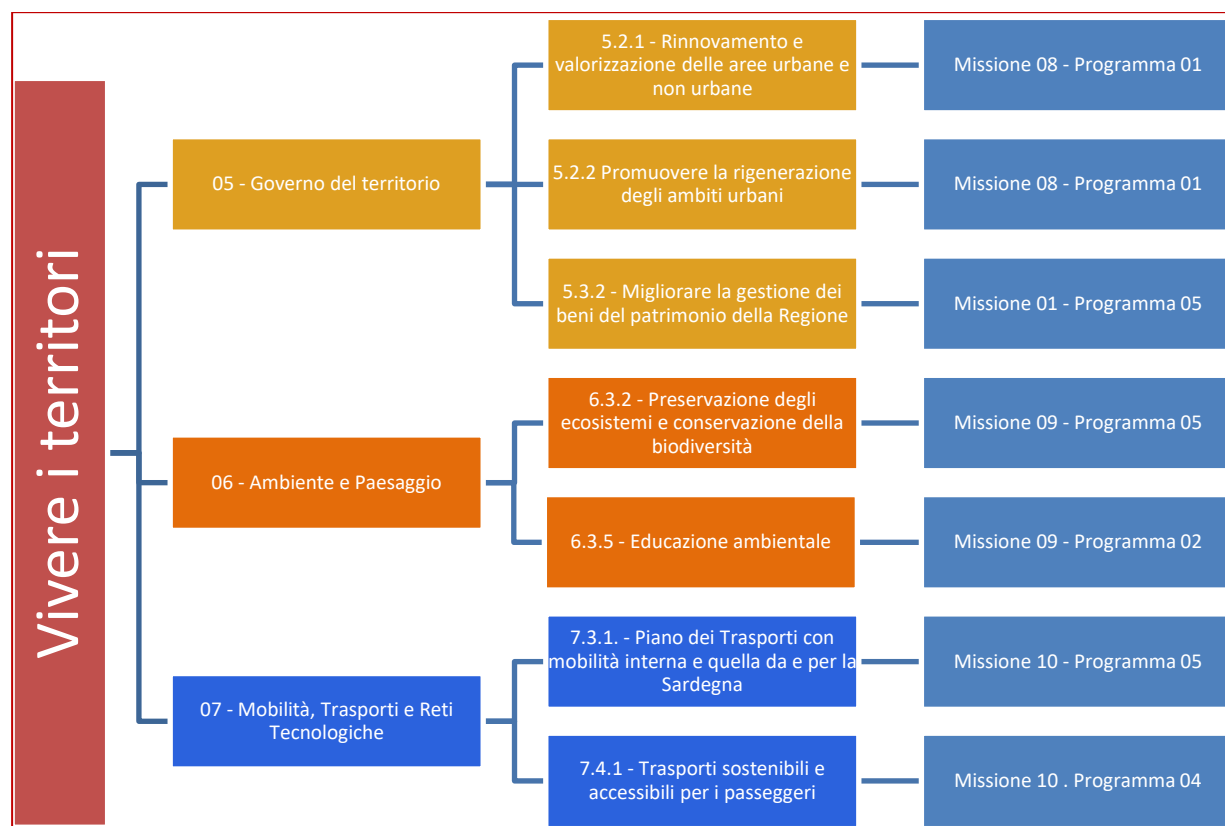 Vivere i territori
05 - Governo del territorio
5.2.1 - Rinnovamento e
valorizzazione delle aree urbane e
non urbane
Missione 08 - Programma 01
5.2.2 Promuovere la rigenerazione
degli ambiti urbani
Missione 08 - Programma 01
5.3.2 - Migliorare la gestione dei
beni del patrimonio della Regione
Missione 01 - Programma 05
06 - Ambiente e Paesaggio
6.3.2 - Preservazione degli
ecosistemi e conservazione della
biodiversità
Missione 09 - Programma 05
6.3.5 - Educazione ambientale
Missione 09 - Programma 02
07 - Mobilità, Trasporti e Reti
Tecnologiche
7.3.1. - Piano dei Trasporti con
mobilità interna e quella da e per la
Sardegna
Missione 10 - Programma 05
7.4.1 - Trasporti sostenibili e
accessibili per i passeggeri
Missione 10 . Programma 04